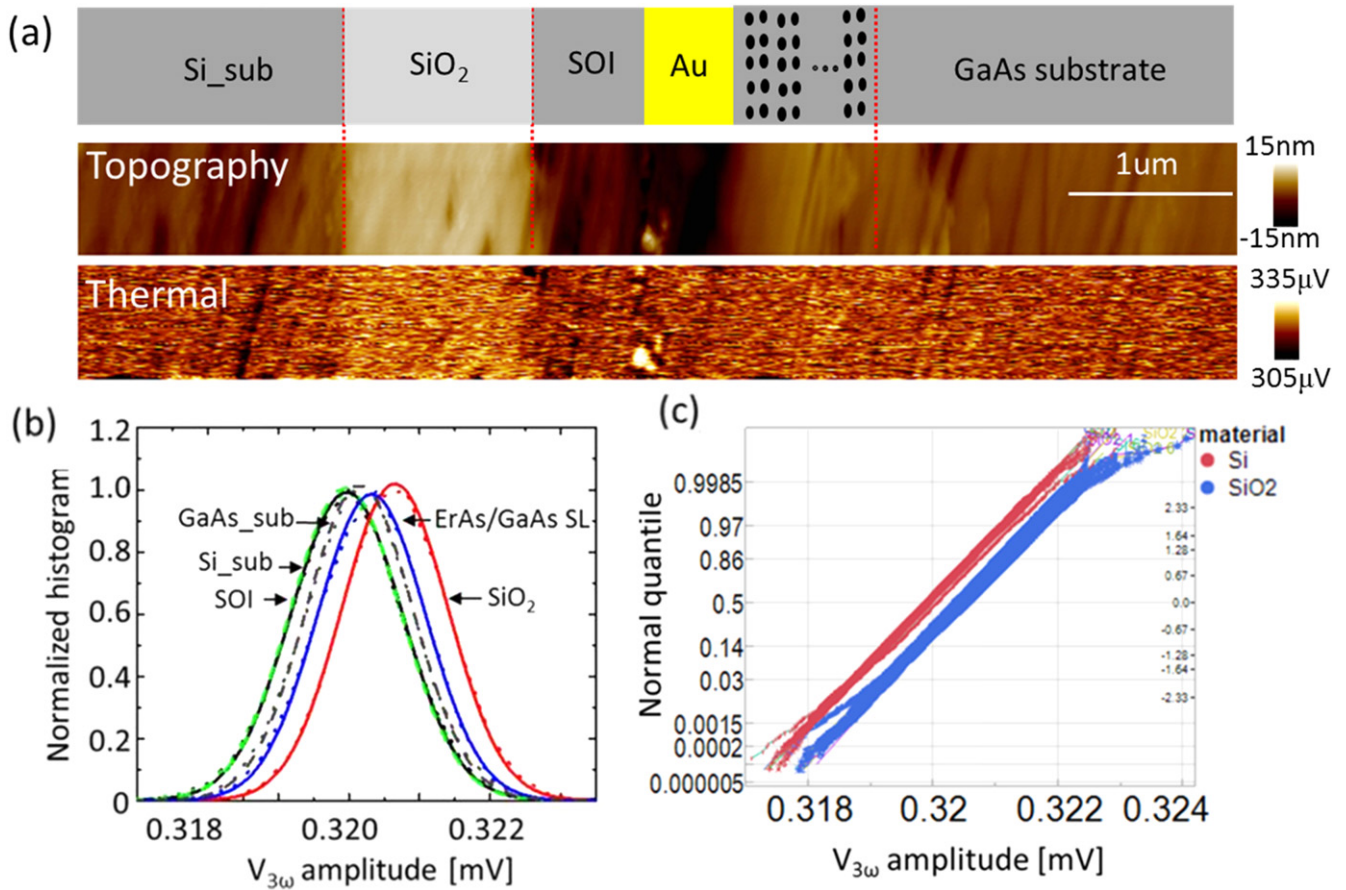 (a)
Si_sub
SiO2
SOI
Au
GaAs substrate
Topography
1um
15nm
-15nm
Thermal
335μV
305μV
(b)
Normalized histogram
1.2
1.0
0.8
0.6
0.4
0.2
0
GaAs_sub
Si_sub
SOI
ErAs/GaAs SL
SiO2
0.318
0.320
0.322
V3ω amplitude [mV]
(c)
Normal quantile
0.9985
0.97
0.86
0.5
0.14
0.03
0.0015
0.0002
0.000005
material
Si
SiO2
2.33
1.64
1.28
0.67
0.0
-0.67
-1.28
-1.64
-2.33
0.318
0.32
0.322
0.324
V3ω amplitude [mV]